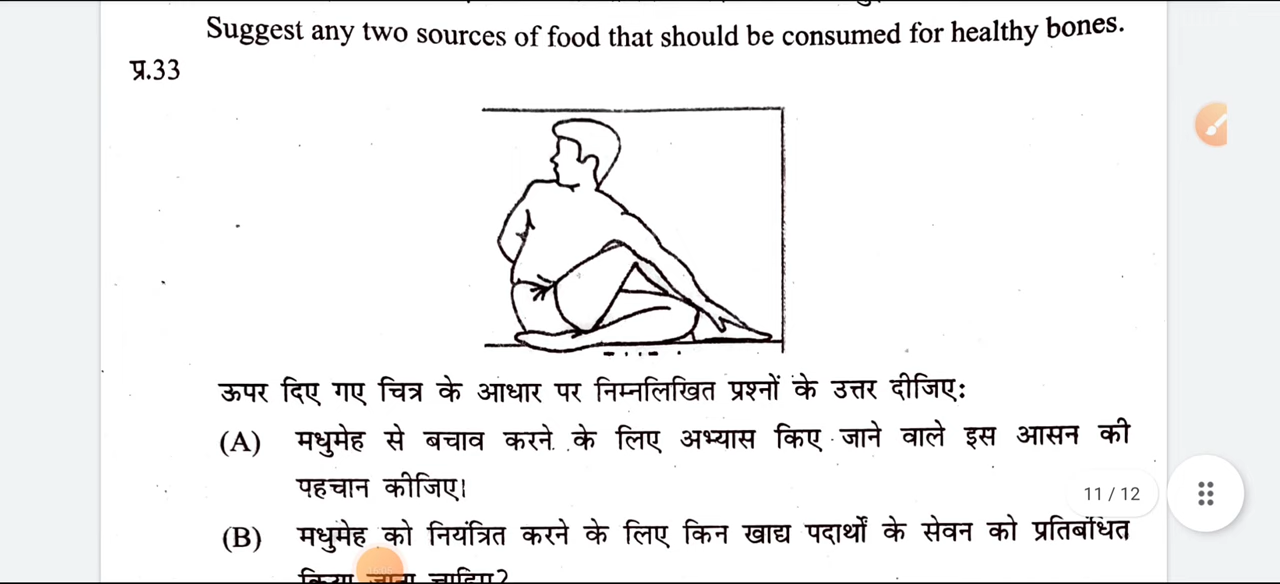 Suggest any two sources of food that should be consumed for healthy bones.
प्र.33
ऊपर दिए गए चित्र के आधार पर निम्नलिखित प्रश्नों के उत्तर दीजिए:
(A) मधुमेह से बचाव करने के लिए अभ्यास किए जाने वाले इस आसन की
पहचान कीजिए।
11 / 12
(B) मधुमेह को नियंत्रित करने के लिए किन खाद्य पदार्थों के सेवन को प्रतिबंधित
किया जाना चाहिए?